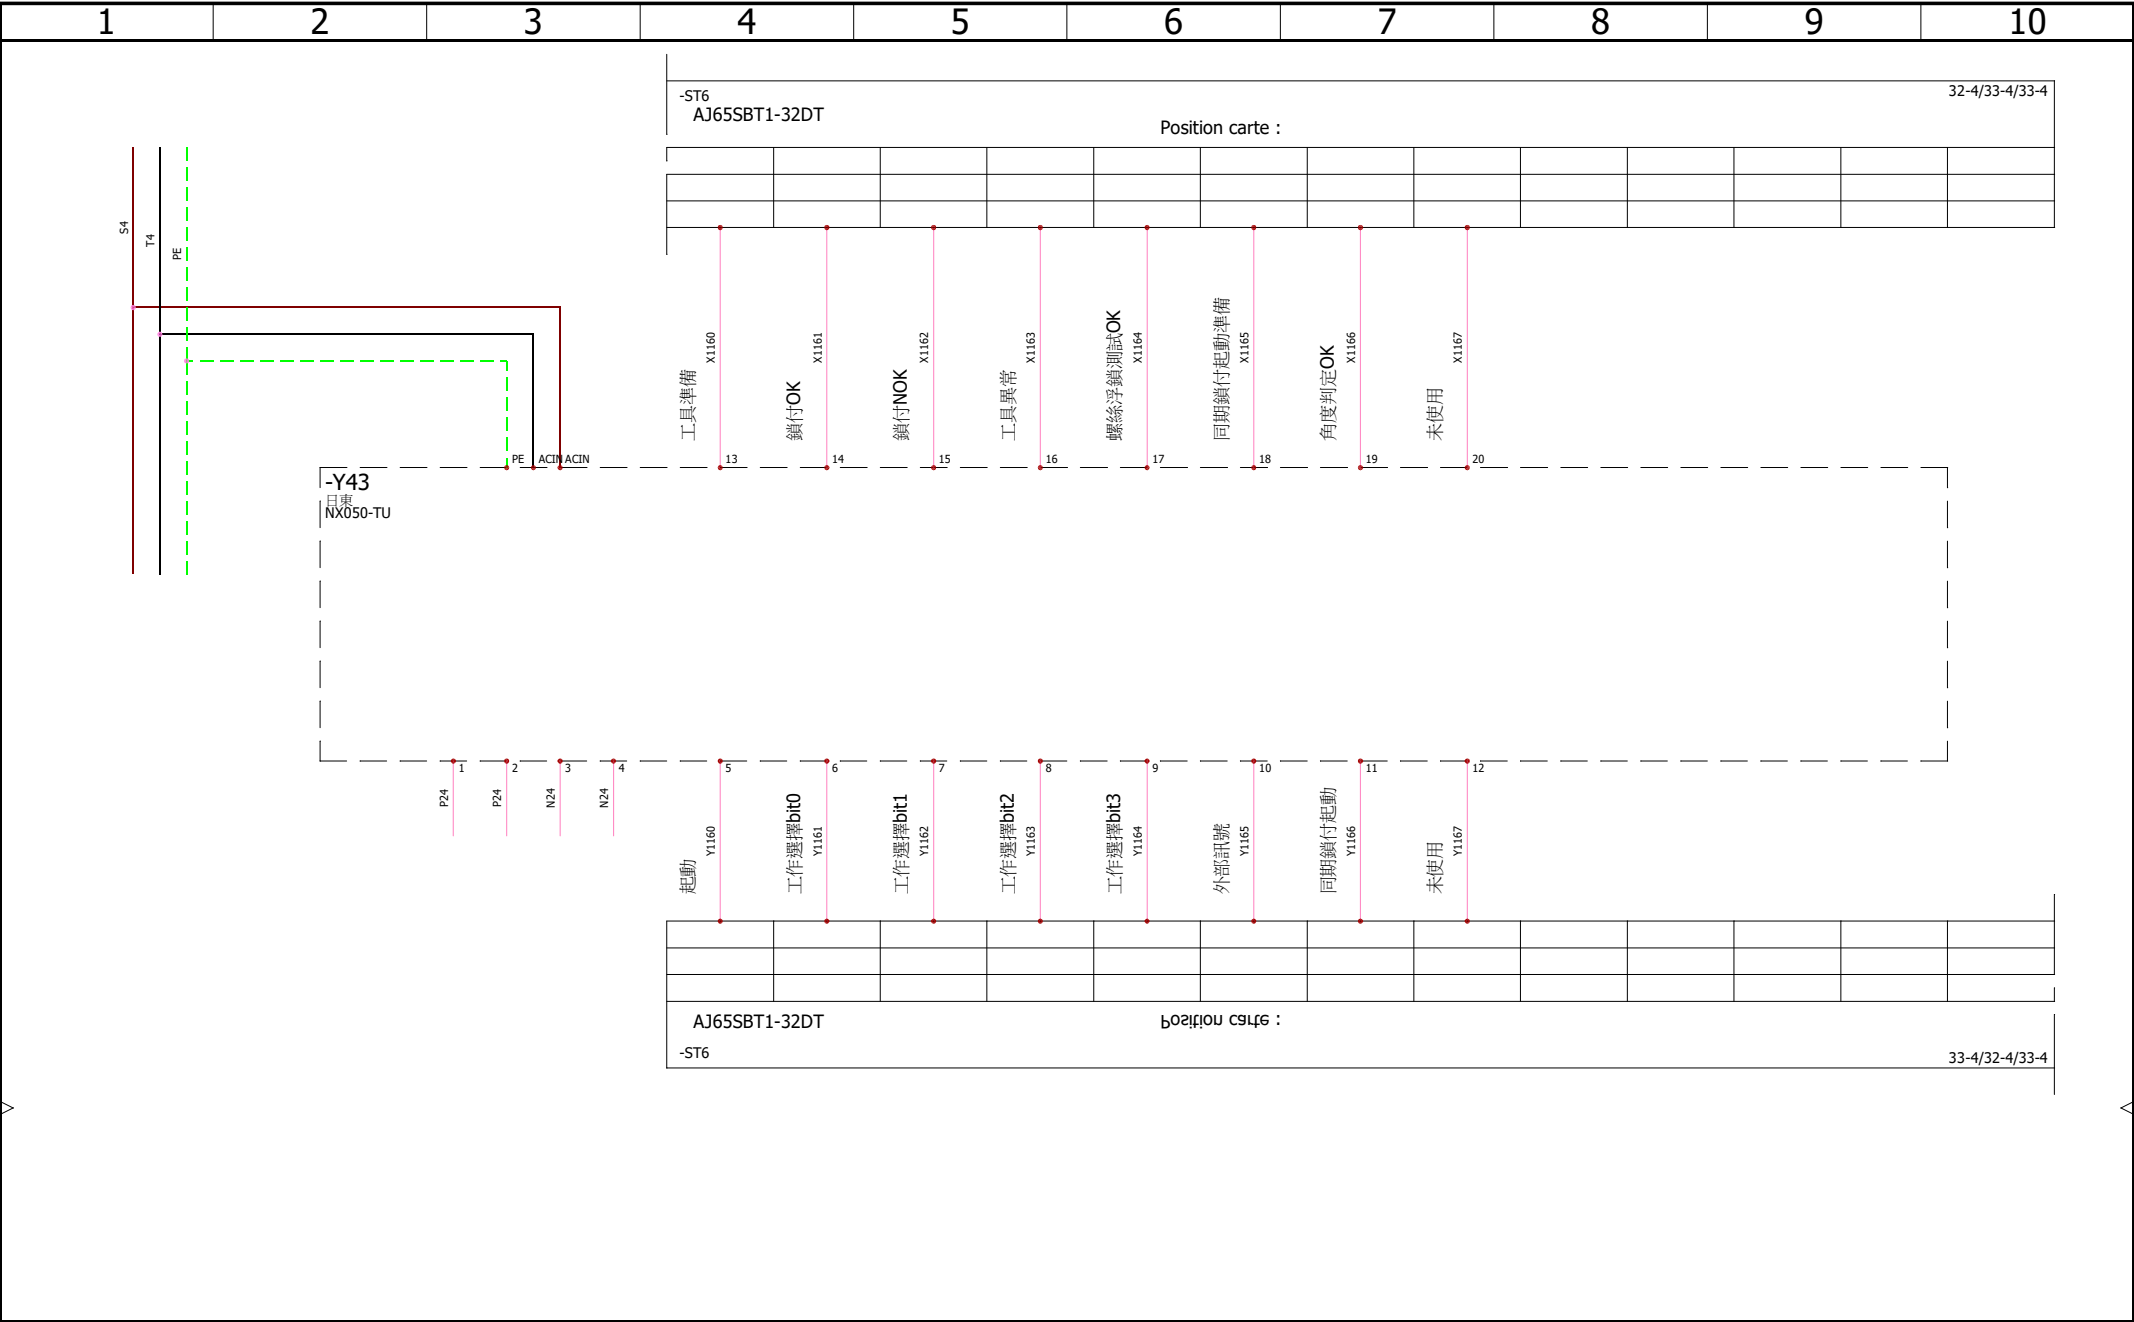 1 2 3 4 5 6 7 8 9 10
-ST6
32-4/33-4/33-4
AJ65SBT1-32DT
Position carte :
S4
T4
PE
工具準備
X1160
鎖付OK
X1161
鎖付NOK
X1162
工具異常
X1163
螺絲浮鎖測試OK
X1164
同期鎖付起動準備
X1165
角度判定OK
X1166
未使用
X1167
PE ACIN ACIN 13 14 15 16 17 18 19 20
-Y43
日東
NX050-TU
1 2 3 4 5 6 7 8 9 10 11 12
P24
P24
N24
N24
起動
Y1160
工作選擇bit0
Y1161
工作選擇bit1
Y1162
工作選擇bit2
Y1163
工作選擇bit3
Y1164
外部訊號
Y1165
同期鎖付起動
Y1166
未使用
Y1167
AJ65SBT1-32DT
Position carte :
-ST6
33-4/32-4/33-4